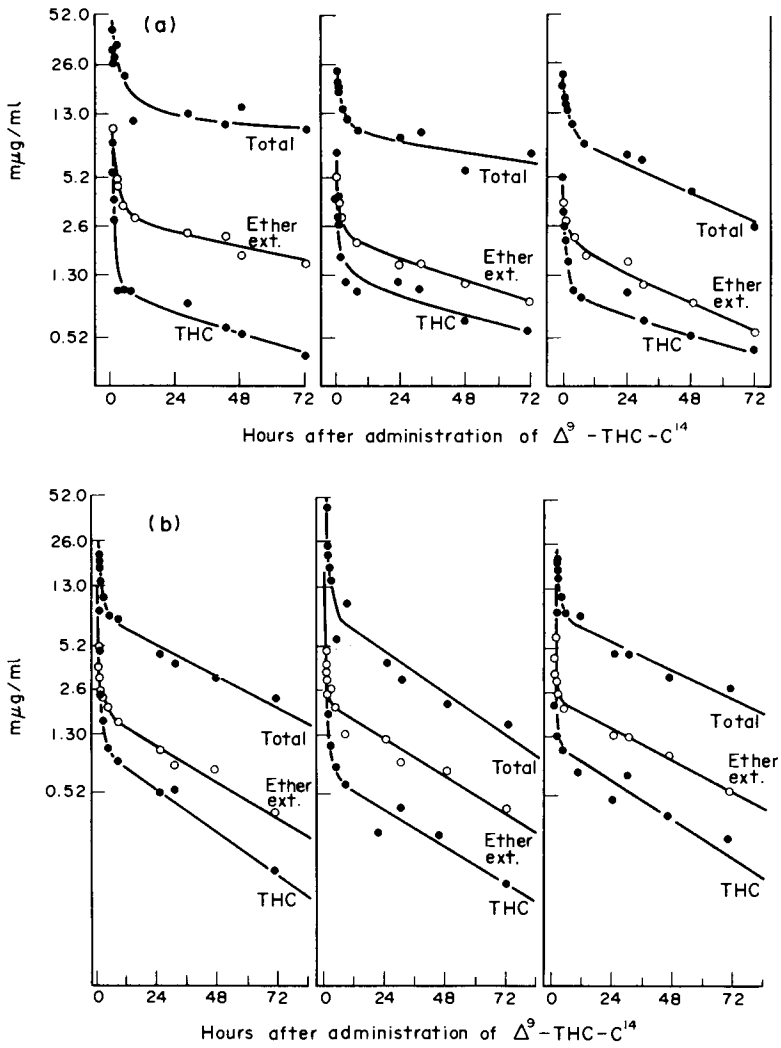 (a)
52.0
26.0
13.0
5.2
2.6
1.30
0.52
mμg/ml
Total
Ether
ext.
THC
Total
Ether
ext.
THC
Total
Ether
ext.
THC
0 24 48 72
0 24 48 72
0 24 48 72
Hours after administration of Δ⁹-THC-C¹⁴
(b)
52.0
26.0
13.0
5.2
2.6
1.30
0.52
mμg/ml
Total
Ether
ext.
THC
Total
Ether
ext.
THC
Total
Ether
ext.
THC
0 24 48 72
0 24 48 72
0 24 48 72
Hours after administration of Δ⁹-THC-C¹⁴